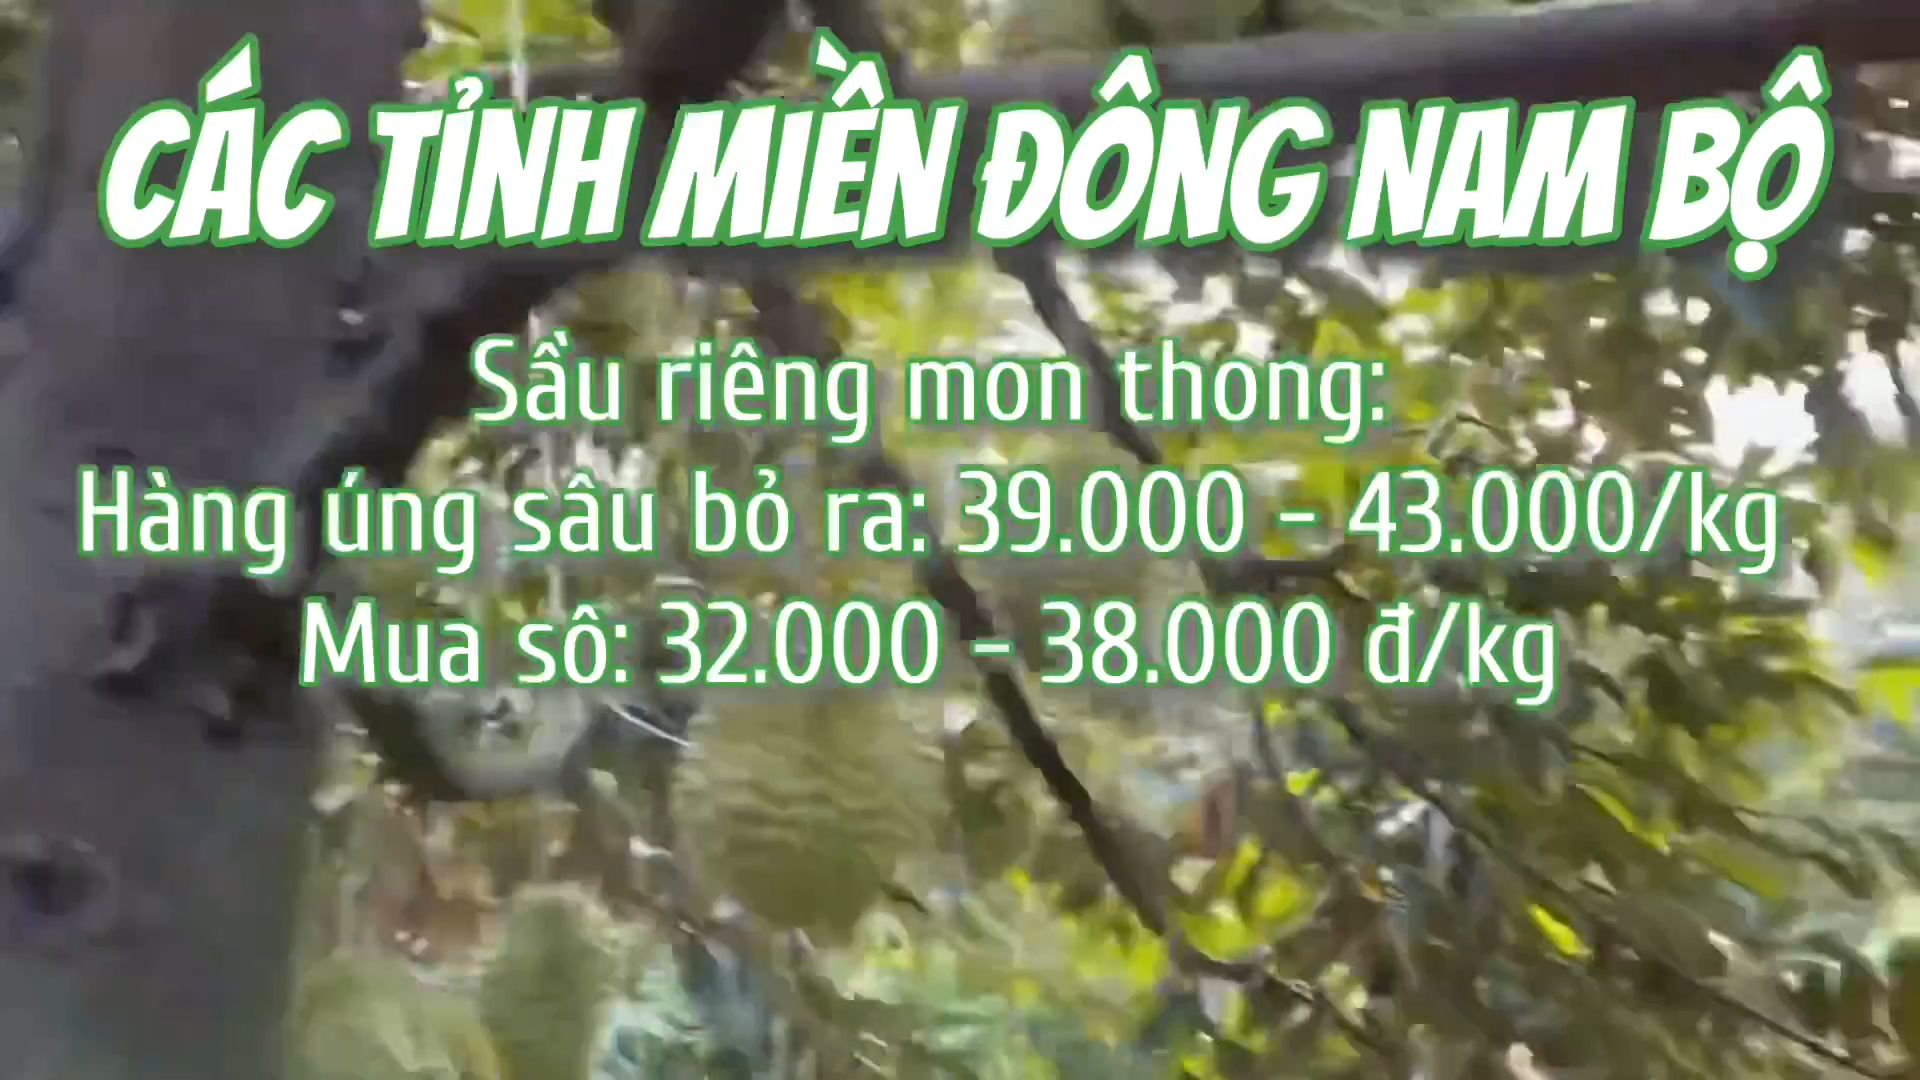 CÁC TỈNH MIỀN ĐÔNG NAM BỘ
Sầu riêng mon thong:
Hàng úng sâu bỏ ra: 39.000 - 43.000/kg
Mua sô: 32.000 - 38.000 đ/kg